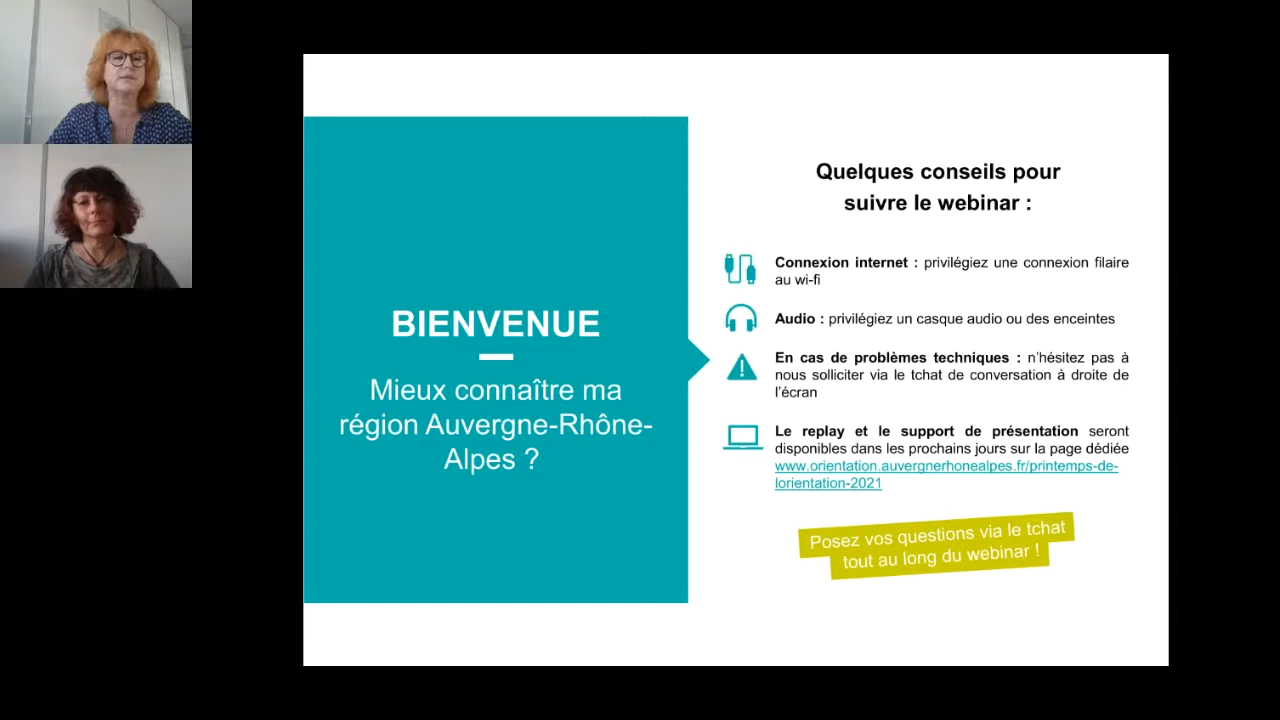 BIENVENUE
Mieux connaître ma
région Auvergne-Rhône-
Alpes ?
Quelques conseils pour
suivre le webinar :
Connexion internet : privilégiez une connexion filaire
au wi-fi
Audio : privilégiez un casque audio ou des enceintes
En cas de problèmes techniques : n'hésitez pas à
nous solliciter via le tchat de conversation à droite de
l'écran
Le replay et le support de présentation seront
disponibles dans les prochains jours sur la page dédiée
www.orientation.auvergnerhonealpes.fr/printemps-de-
lorientation-2021
Posez vos questions via le tchat
tout au long du webinar !